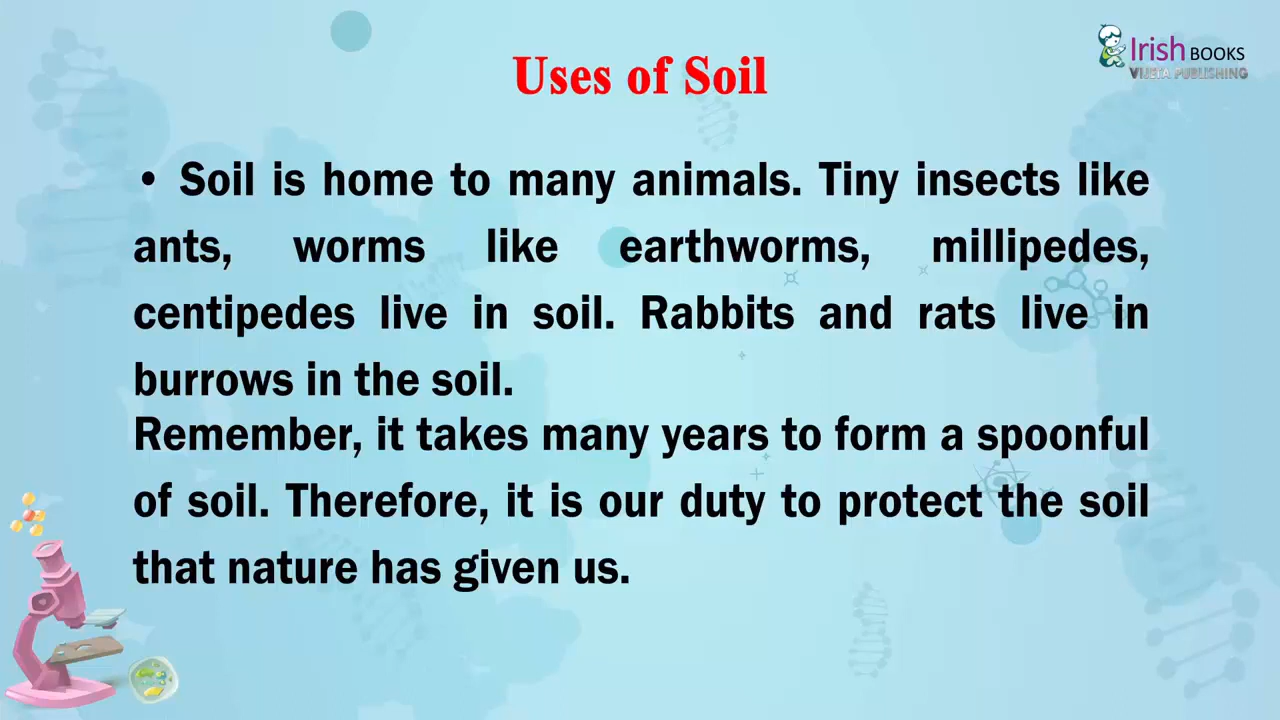 Irish BOOKS
VIJETA PUBLISHING
Uses of Soil
• Soil is home to many animals. Tiny insects like
ants, worms like earthworms, millipedes,
centipedes live in soil. Rabbits and rats live in
burrows in the soil.
Remember, it takes many years to form a spoonful
of soil. Therefore, it is our duty to protect the soil
that nature has given us.